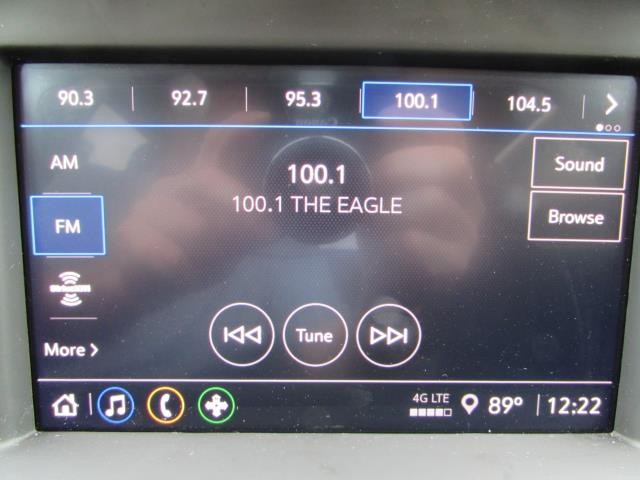 90.3 92.7 95.3 100.1 104.5
AM
100.1
Sound
100.1 THE EAGLE
FM
Browse
SiriusXM
Tune
More
4G LTE
89° 12:22